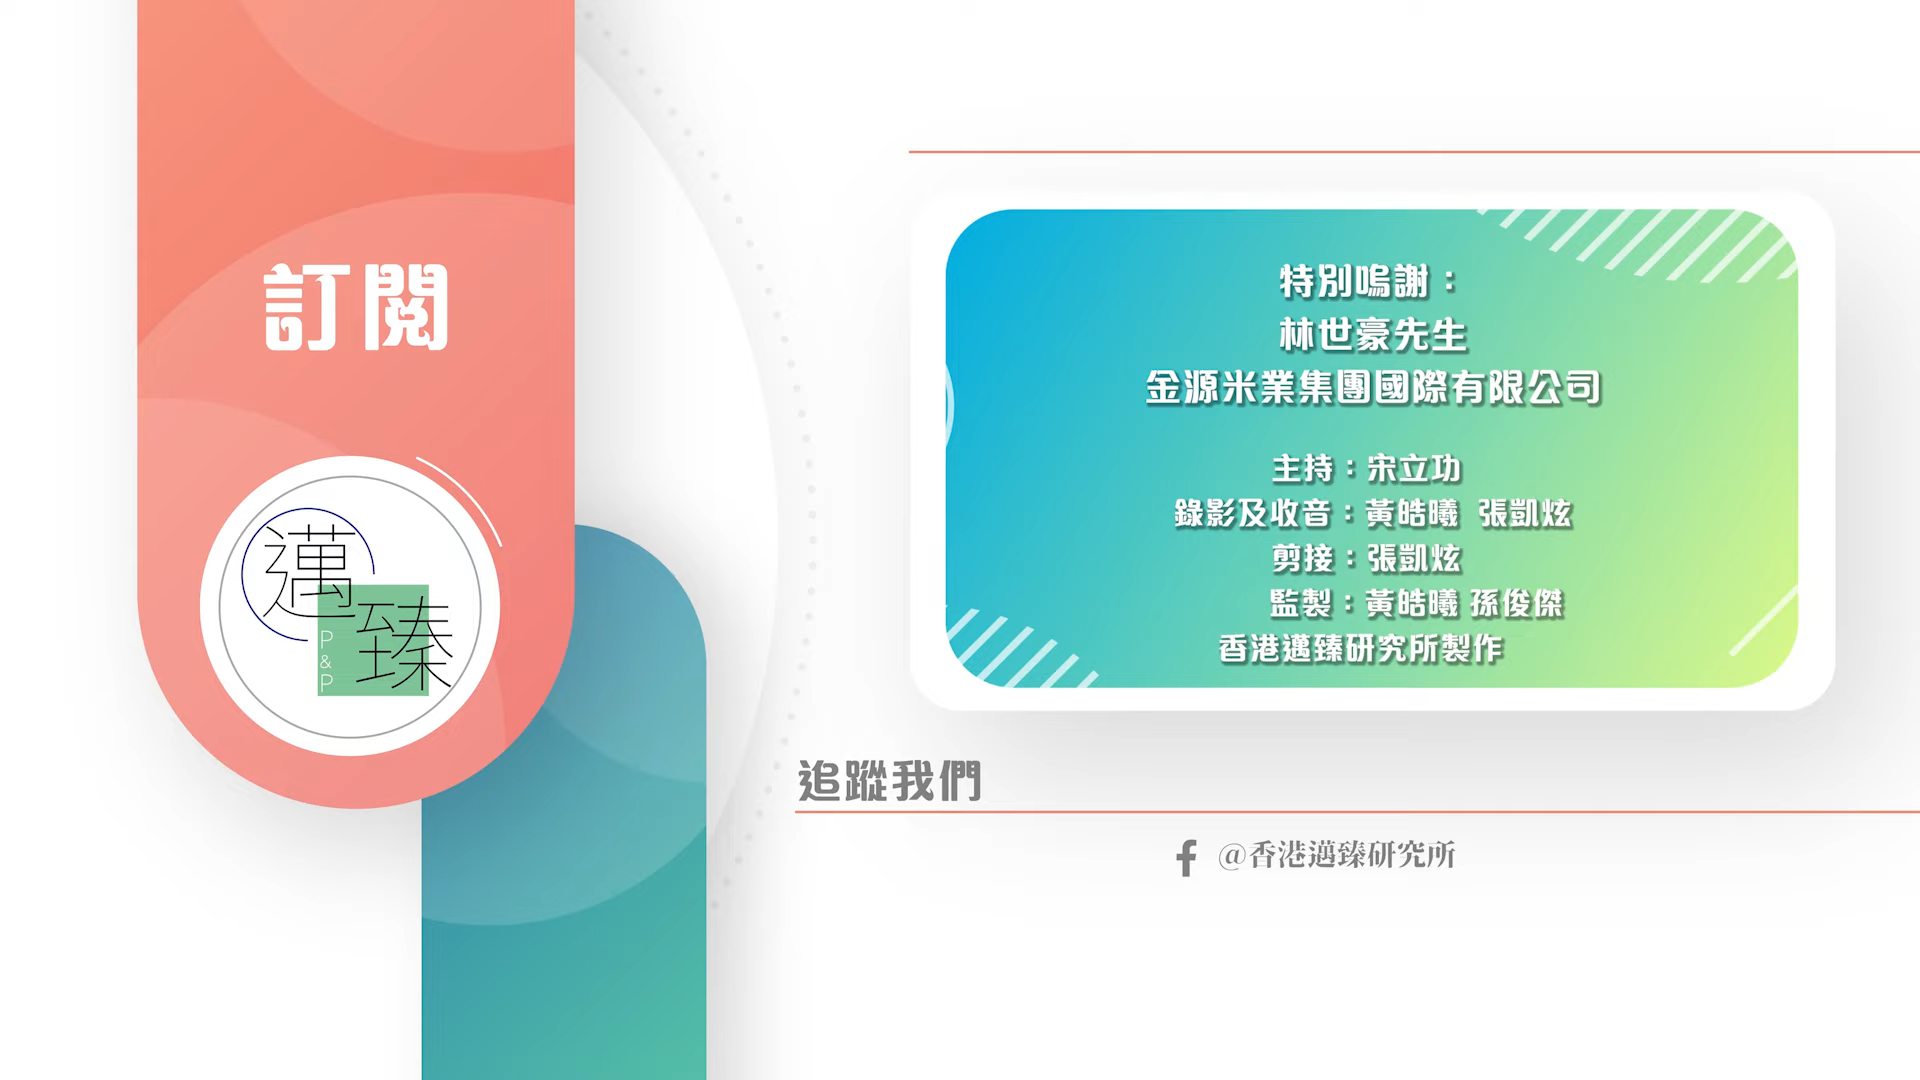 訂閱
邁臻
P&P
特別嗚謝：
林世豪先生
金源米業集團國際有限公司
主持：宋立功
錄影及收音：黃皓曦 張凱炫
剪接：張凱炫
監製：黃皓曦 孫俊傑
香港邁臻研究所製作
追蹤我們
@香港邁臻研究所